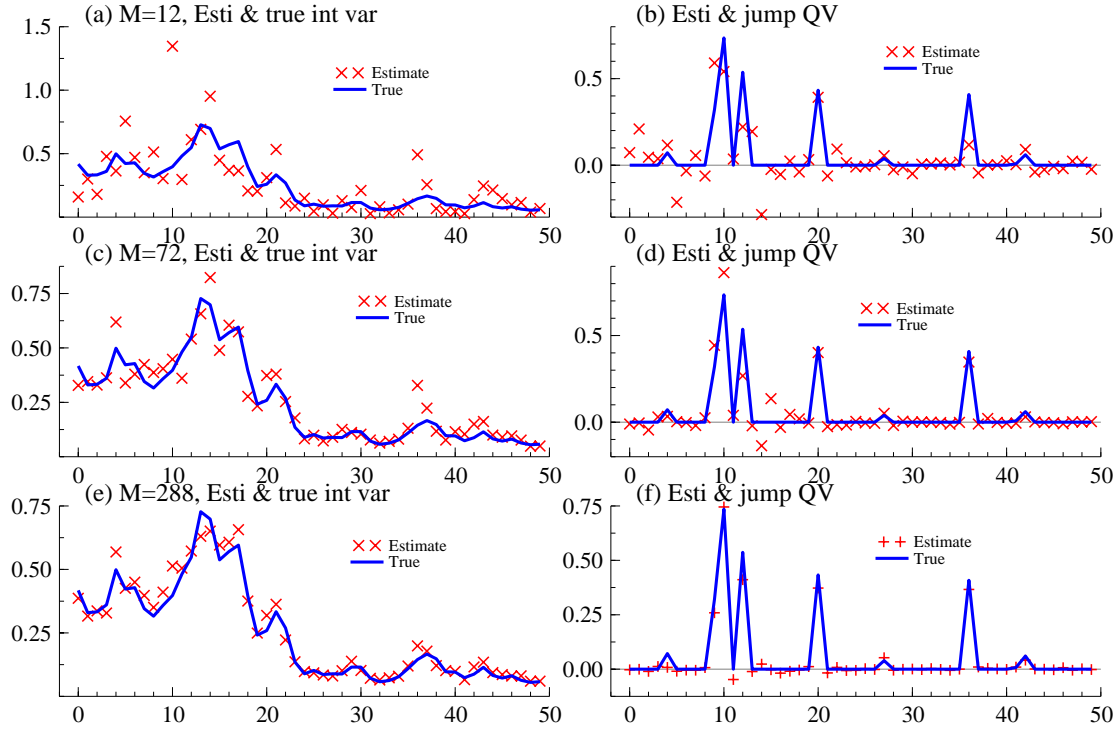 (a) M=12, Esti & true int var
1.5
1.0
0.5
Estimate
True
0 10 20 30 40 50
(b) Esti & jump QV
0.5
0.0
Estimate
True
0 10 20 30 40 50
(c) M=72, Esti & true int var
0.75
0.50
0.25
Estimate
True
0 10 20 30 40 50
(d) Esti & jump QV
0.5
0.0
Estimate
True
0 10 20 30 40 50
(e) M=288, Esti & true int var
0.75
0.50
0.25
Estimate
True
0 10 20 30 40 50
(f) Esti & jump QV
0.75
0.50
0.25
0.00
Estimate
True
0 10 20 30 40 50